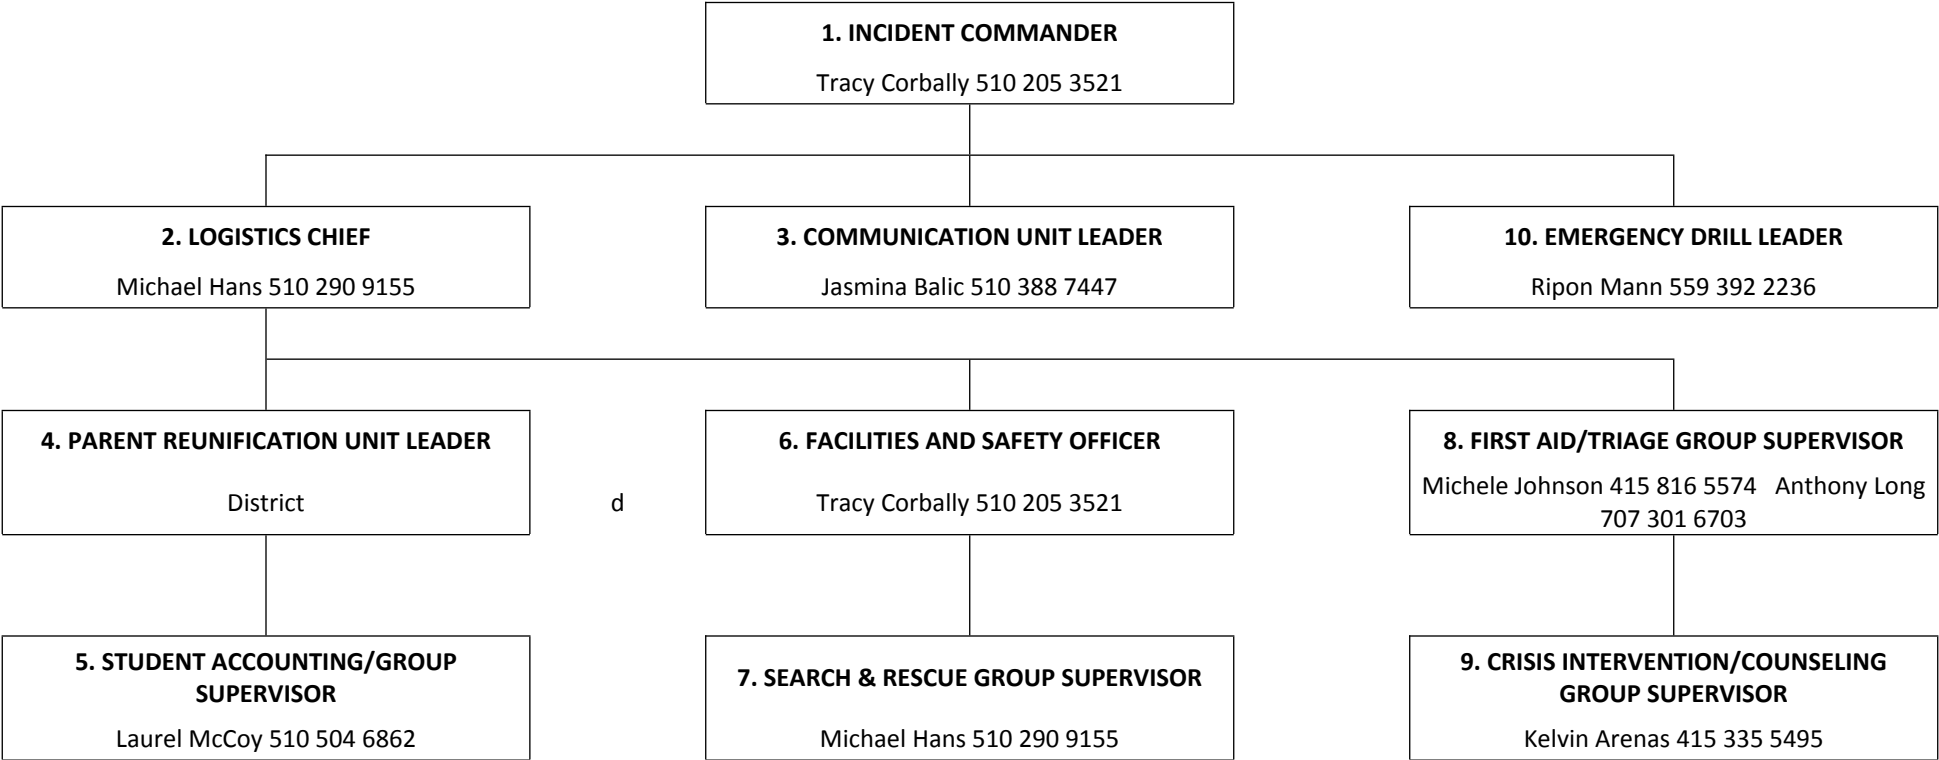 1. INCIDENT COMMANDER
Tracy Corbally 510 205 3521
2. LOGISTICS CHIEF
Michael Hans 510 290 9155
3. COMMUNICATION UNIT LEADER
Jasmina Balic 510 388 7447
10. EMERGENCY DRILL LEADER
Ripon Mann 559 392 2236
4. PARENT REUNIFICATION UNIT LEADER
District
d
6. FACILITIES AND SAFETY OFFICER
Tracy Corbally 510 205 3521
8. FIRST AID/TRIAGE GROUP SUPERVISOR
Michele Johnson 415 816 5574   Anthony Long
707 301 6703
5. STUDENT ACCOUNTING/GROUP
SUPERVISOR
Laurel McCoy 510 504 6862
7. SEARCH & RESCUE GROUP SUPERVISOR
Michael Hans 510 290 9155
9. CRISIS INTERVENTION/COUNSELING
GROUP SUPERVISOR
Kelvin Arenas 415 335 5495